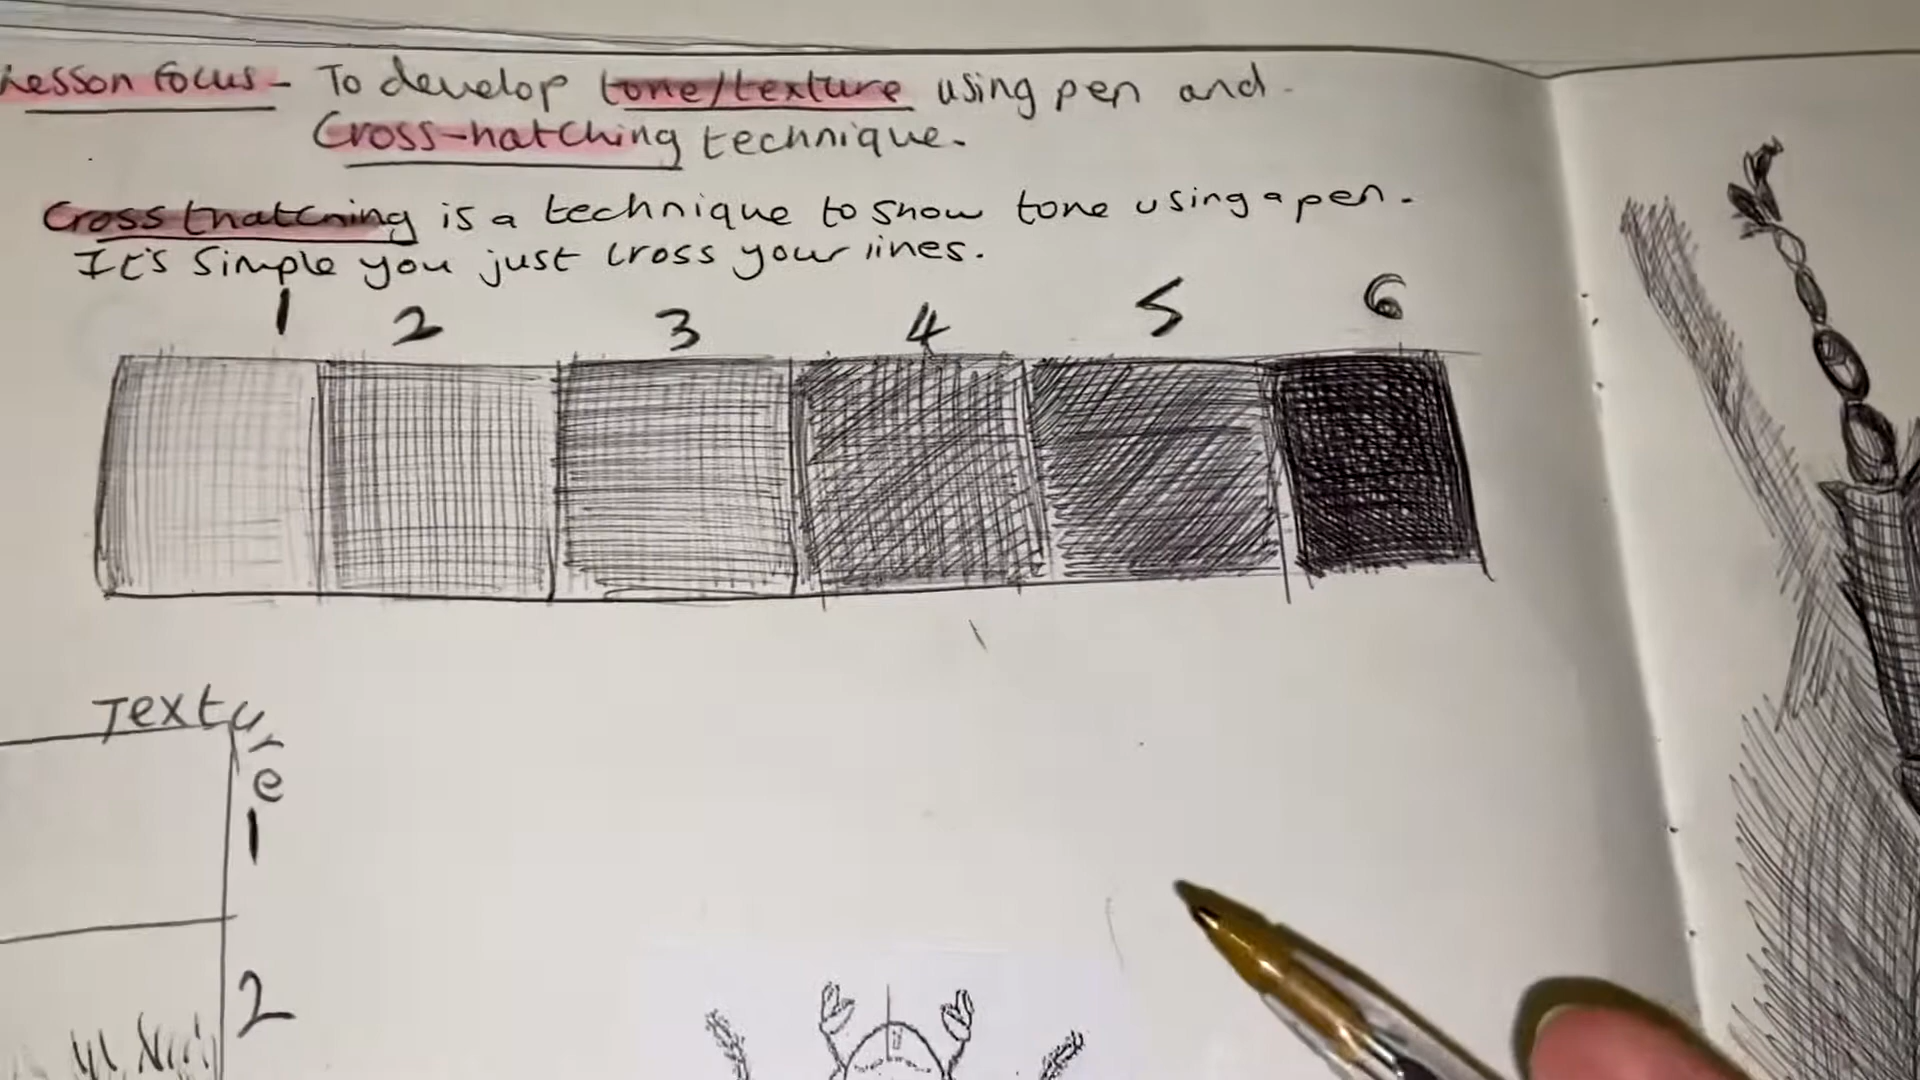 Lesson Focus - To develop tone/texture using pen and
Cross-hatching technique.
Cross thatching is a technique to show tone using a pen.
It's simple you just cross your lines.
1 2 3 4 5 6
Texture
1
2